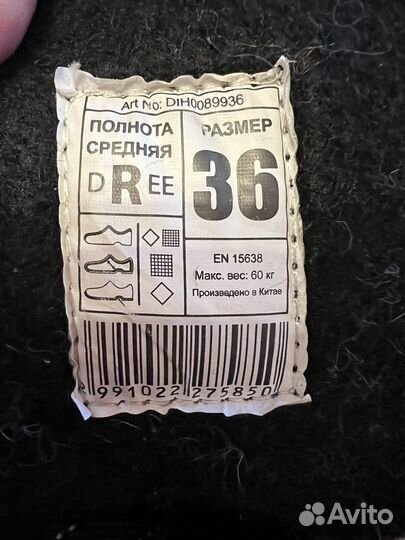 Art No: DIH0089936
ПОЛНОТА
СРЕДНЯЯ
D R EE
РАЗМЕР
36
EN 15638
Макс. вес: 60 кг
Произведено в Китае
991022 275850
Avito